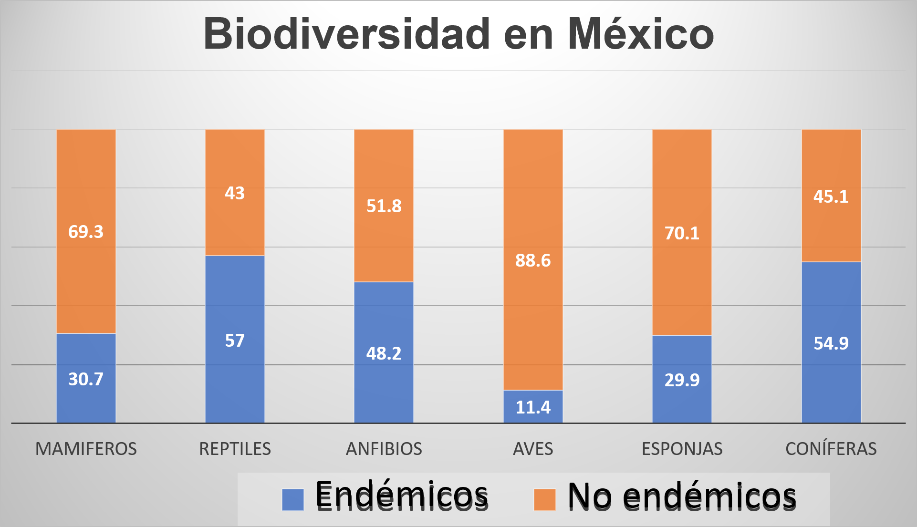 Biodiversidad en México
69.3 43 51.8 88.6 70.1 45.1
30.7 57 48.2 11.4 29.9 54.9
MAMIFEROS REPTILES ANFIBIOS AVES ESPONJAS CONÍFERAS
Endémicos No endémicos